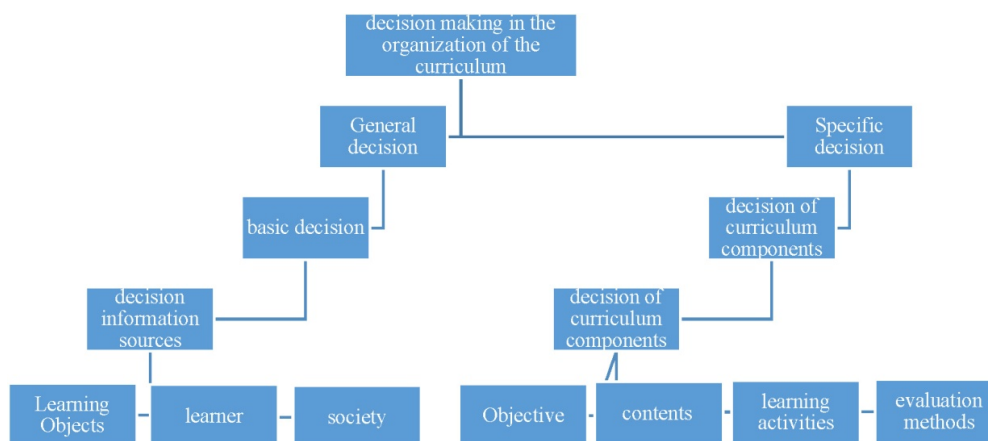 decision making in the
organization of the
curriculum
General
decision
Specific
decision
basic decision
decision of
curriculum
components
decision
information
sources
decision of
curriculum
components
Learning
Objects
learner
society
Objective
contents
learning
activities
evaluation
methods